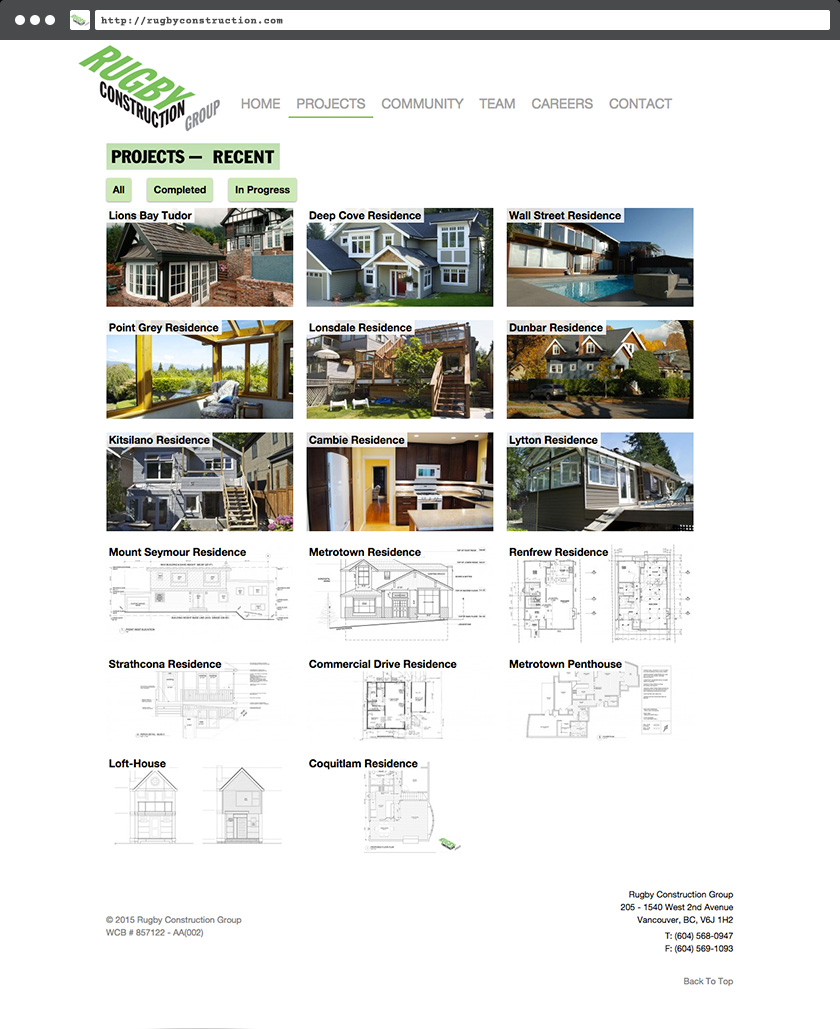 http://rugbyconstruction.com
RUGBY
CONSTRUCTION
GROUP
HOME PROJECTS COMMUNITY TEAM CAREERS CONTACT
PROJECTS — RECENT
All Completed In Progress
Lions Bay Tudor Deep Cove Residence Wall Street Residence
Point Grey Residence Lonsdale Residence Dunbar Residence
Kitsilano Residence Cambie Residence Lytton Residence
Mount Seymour Residence Metrotown Residence Renfrew Residence
Strathcona Residence Commercial Drive Residence Metrotown Penthouse
Loft-House Coquitlam Residence
Rugby Construction Group
205 - 1540 West 2nd Avenue
Vancouver, BC, V6J 1H2
T: (604) 568-0947
F: (604) 569-1093
© 2015 Rugby Construction Group
WCB # 857122 - AA(002)
Back To Top